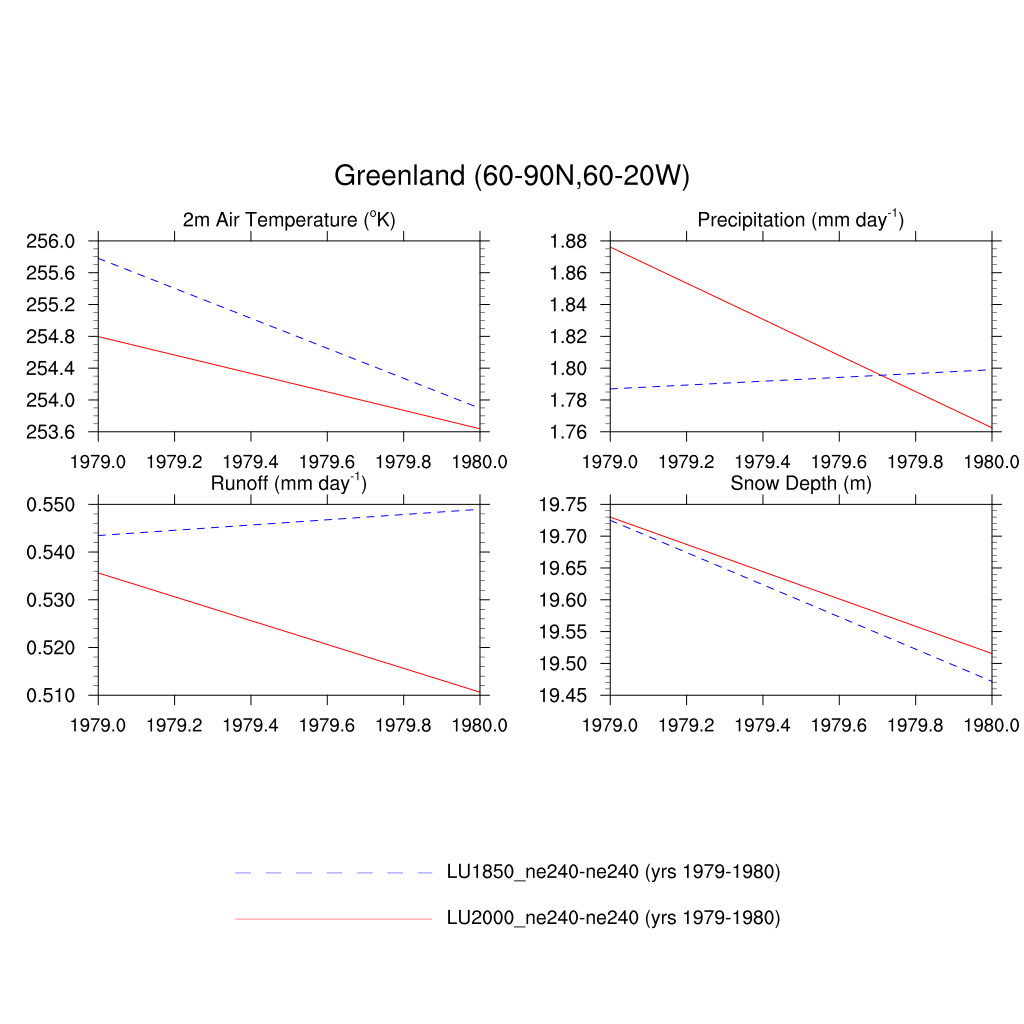 Greenland (60-90N,60-20W)
2m Air Temperature (°K)
256.0
255.6
255.2
254.8
254.4
254.0
253.6
1979.0 1979.2 1979.4 1979.6 1979.8 1980.0
Precipitation (mm day⁻¹)
1.88
1.86
1.84
1.82
1.80
1.78
1.76
1979.0 1979.2 1979.4 1979.6 1979.8 1980.0
Runoff (mm day⁻¹)
0.550
0.540
0.530
0.520
0.510
1979.0 1979.2 1979.4 1979.6 1979.8 1980.0
Snow Depth (m)
19.75
19.70
19.65
19.60
19.55
19.50
19.45
1979.0 1979.2 1979.4 1979.6 1979.8 1980.0
LU1850_ne240-ne240 (yrs 1979-1980)
LU2000_ne240-ne240 (yrs 1979-1980)